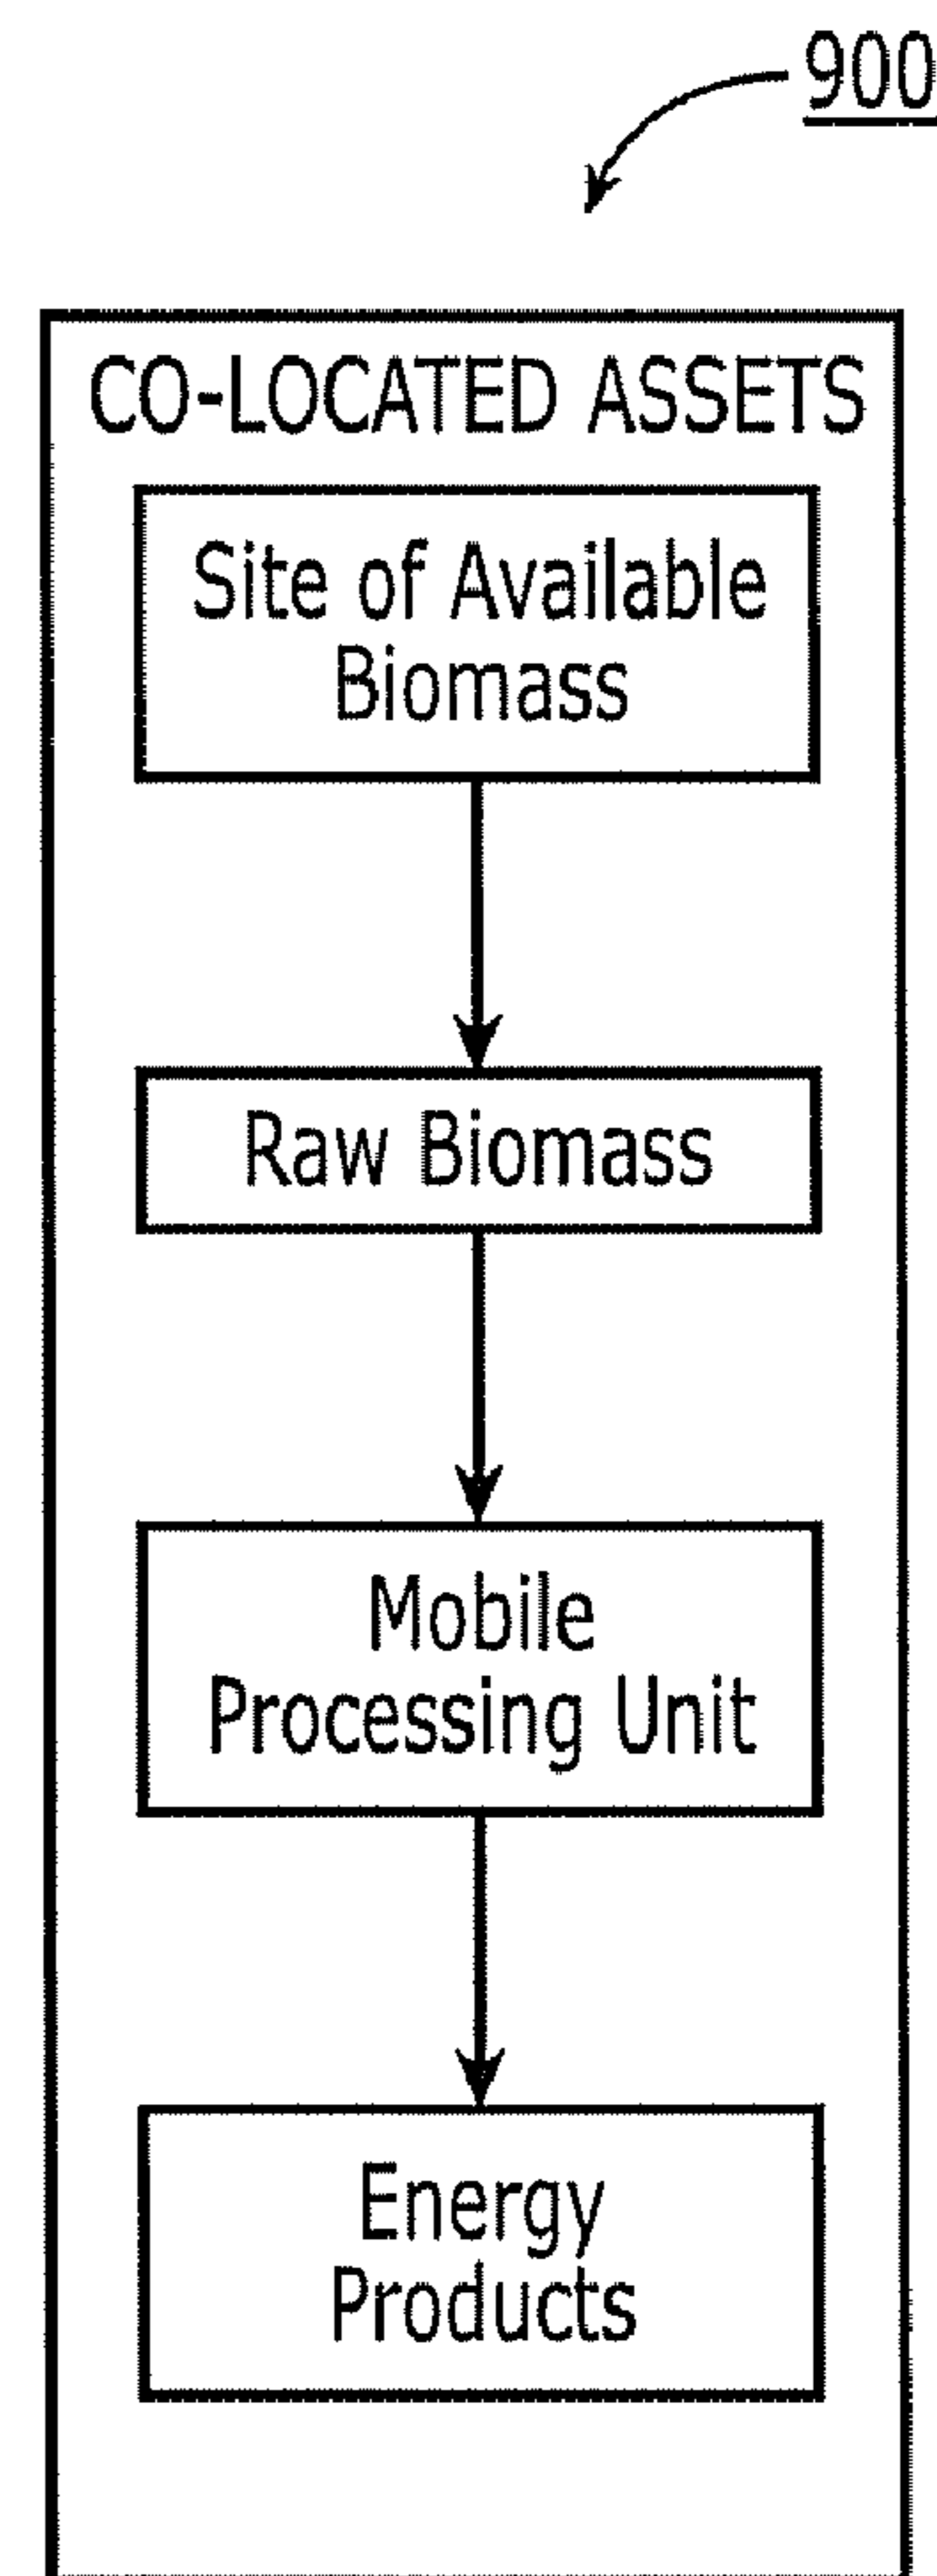 900
CO-LOCATED ASSETS
Site of Available
Biomass
Raw Biomass
Mobile
Processing Unit
Energy
Products